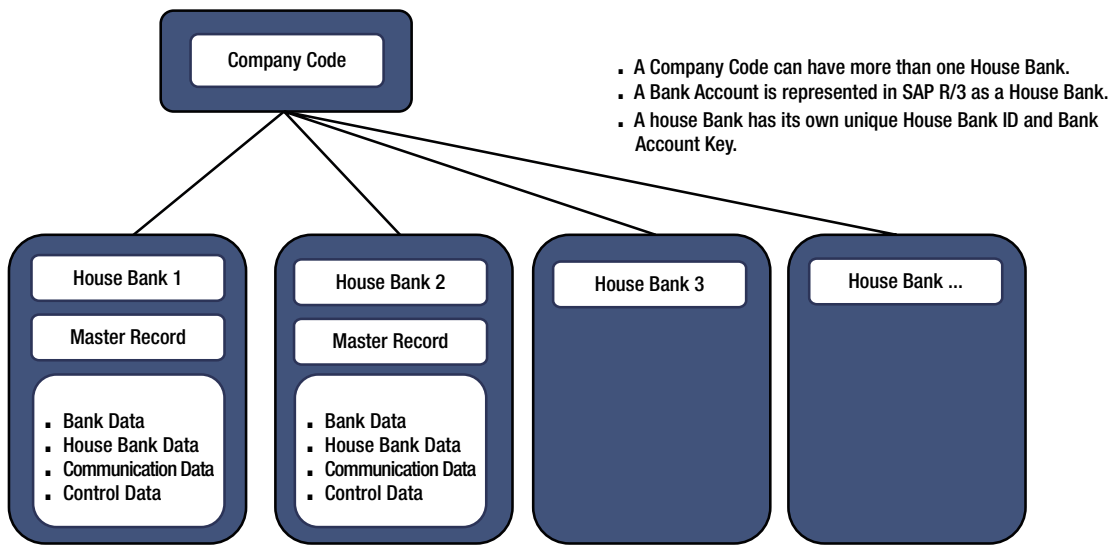 Company Code
▪ A Company Code can have more than one House Bank.
▪ A Bank Account is represented in SAP R/3 as a House Bank.
▪ A house Bank has its own unique House Bank ID and Bank
Account Key.
House Bank 1
Master Record
▪ Bank Data
▪ House Bank Data
▪ Communication Data
▪ Control Data
House Bank 2
Master Record
▪ Bank Data
▪ House Bank Data
▪ Communication Data
▪ Control Data
House Bank 3
House Bank ...